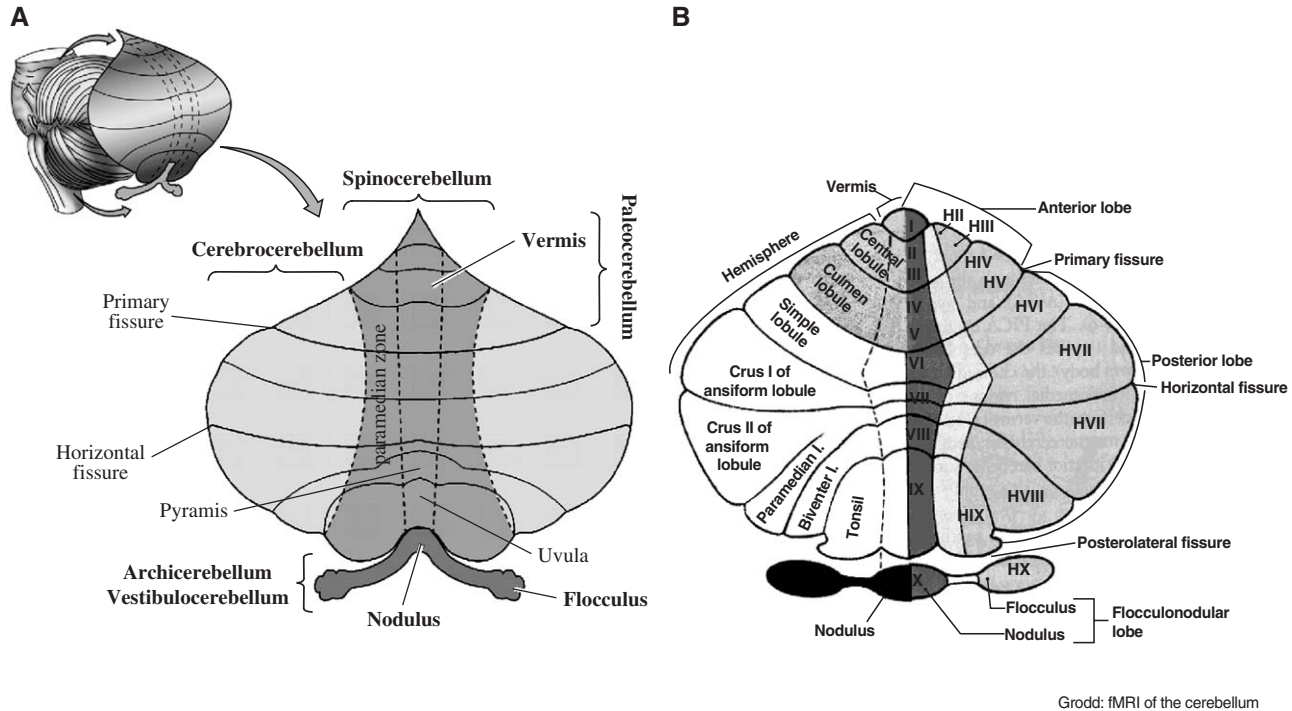 A
Spinocerebellum
Cerebrocerebellum
Vermis
Paleocerebellum
Primary
fissure
paramedian zone
Horizontal
fissure
Pyramis
Uvula
Archicerebellum
Vestibulocerebellum
Nodulus
Flocculus
B
Vermis
Anterior lobe
Hemisphere
Primary fissure
Central
lobule
Culmen
lobule
Simple
lobule
Crus I of
ansiform lobule
Crus II of
ansiform
lobule
Paramedian l.
Biventer l.
Tonsil
I
II
III
IV
V
VI
VII
VIII
IX
X
HII
HIII
HIV
HV
HVI
HVII
HVII
HVIII
HIX
HX
Posterior lobe
Horizontal fissure
Posterolateral fissure
Flocculus
Nodulus
Flocculonodular
lobe
Nodulus
Grodd: fMRI of the cerebellum